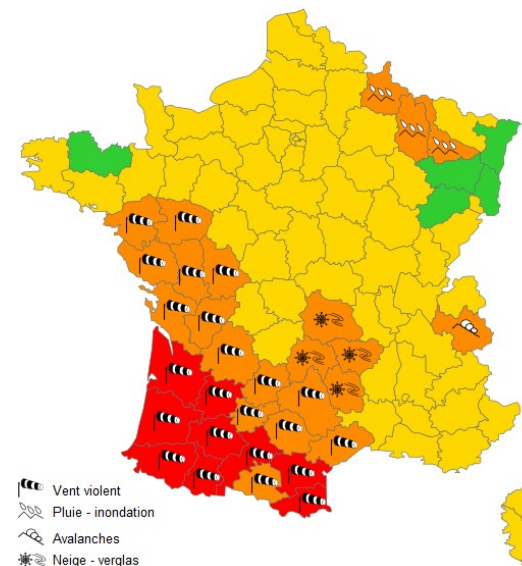 Vent violent
Pluie - inondation
Avalanches
Neige - verglas